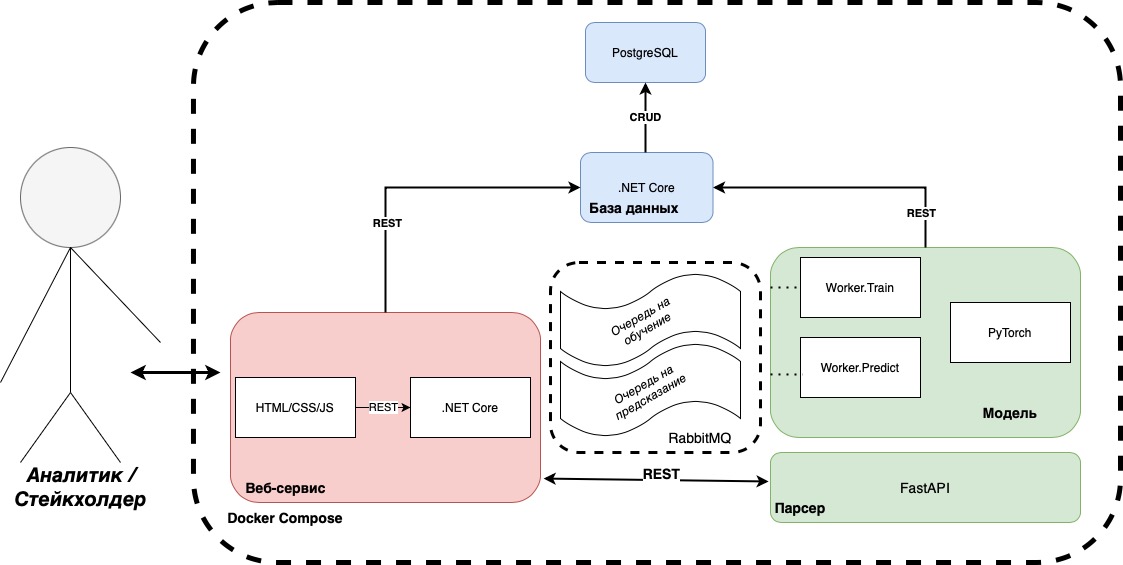 PostgreSQL
CRUD
.NET Core
База данных
REST
REST
Очередь на
обучение
Очередь на
предсказание
RabbitMQ
Worker.Train
Worker.Predict
PyTorch
Модель
HTML/CSS/JS
REST
.NET Core
Веб-сервис
REST
FastAPI
Парсер
Docker Compose
Аналитик /
Стейкхолдер